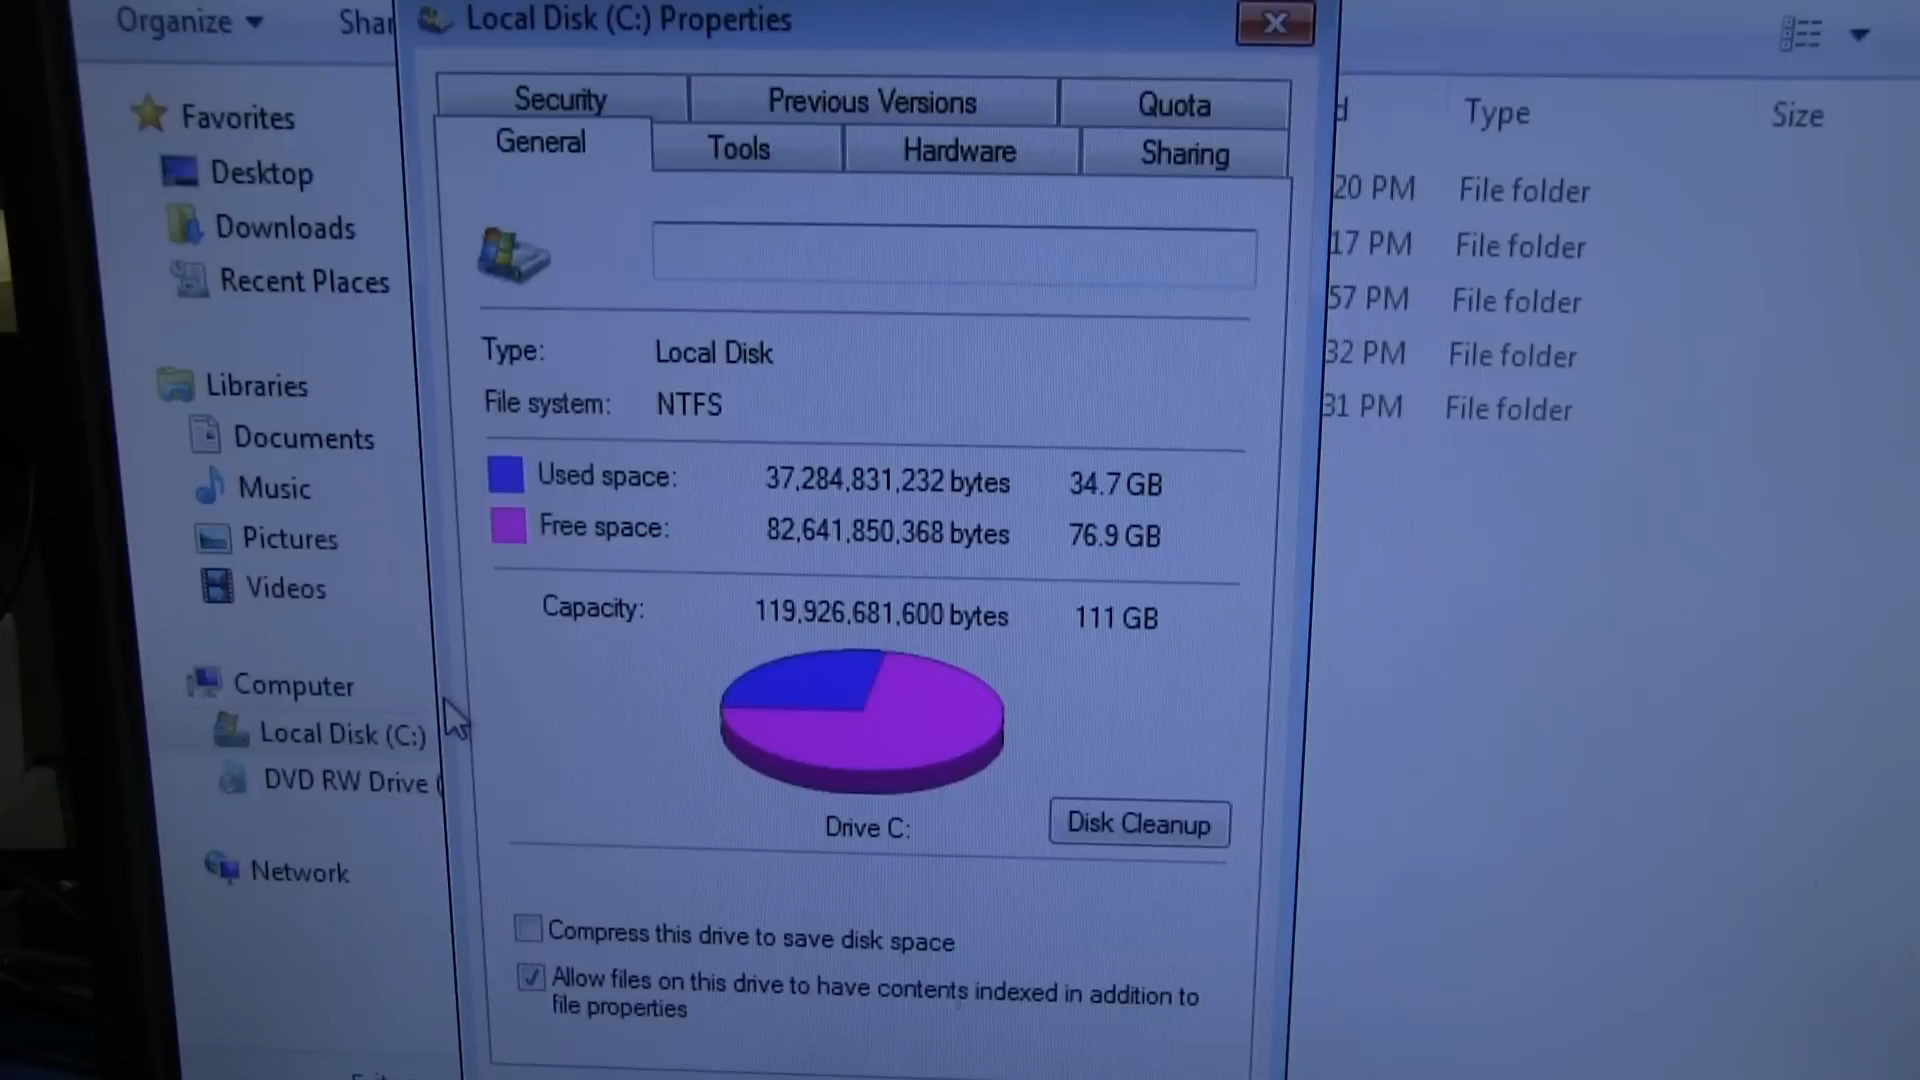 Organize
Local Disk (C:) Properties
Favorites
Desktop
Downloads
Recent Places
Libraries
Documents
Music
Pictures
Videos
Computer
Local Disk (C:)
DVD RW Drive (
Network
Security
Previous Versions
Quota
General
Tools
Hardware
Sharing
Type: Local Disk
File system: NTFS
Used space: 37,284,831,232 bytes 34.7 GB
Free space: 82,641,850,368 bytes 76.9 GB
Capacity: 119,926,681,600 bytes 111 GB
Drive C:
Disk Cleanup
Compress this drive to save disk space
Allow files on this drive to have contents indexed in addition to
file properties
Type Size
20 PM File folder
17 PM File folder
57 PM File folder
32 PM File folder
31 PM File folder